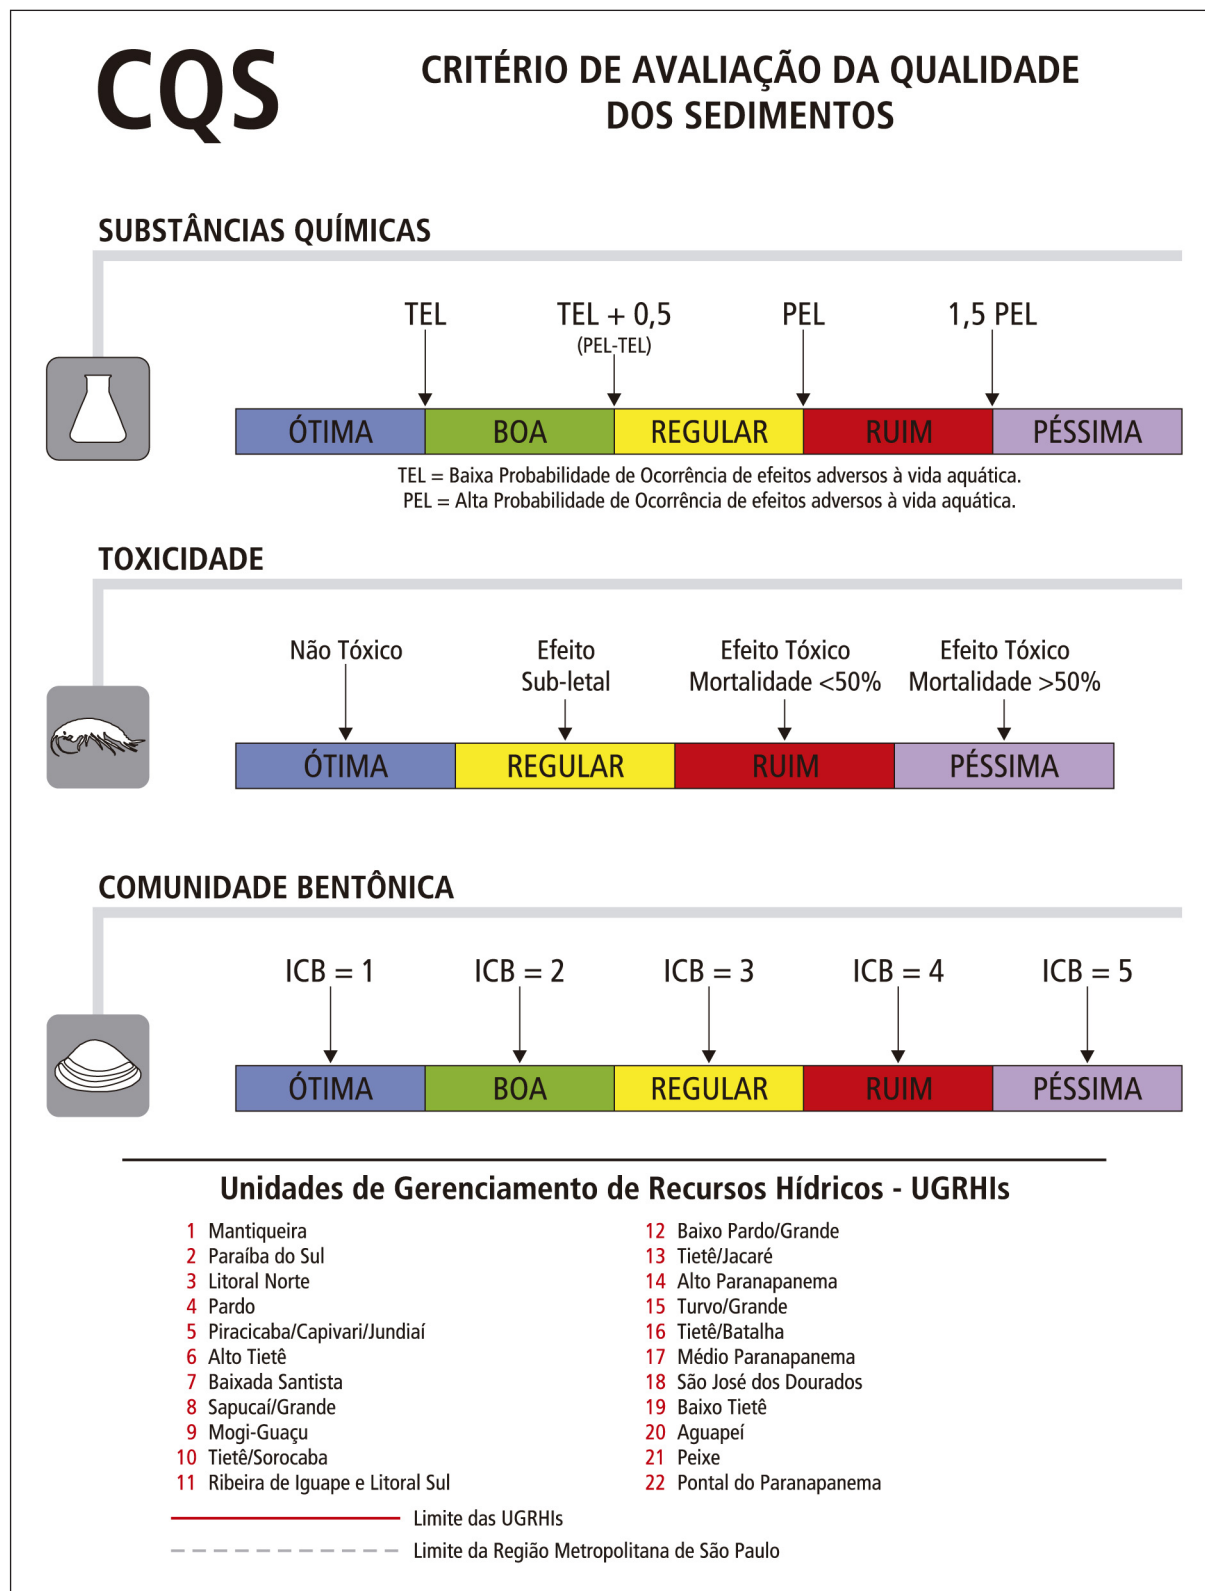 CQS
CRITÉRIO DE AVALIAÇÃO DA QUALIDADE
DOS SEDIMENTOS
SUBSTÂNCIAS QUÍMICAS
TEL
TEL + 0,5
(PEL-TEL)
PEL
1,5 PEL
ÓTIMA
BOA
REGULAR
RUIM
PÉSSIMA
TEL = Baixa Probabilidade de Ocorrência de efeitos adversos à vida aquática.
PEL = Alta Probabilidade de Ocorrência de efeitos adversos à vida aquática.
TOXICIDADE
Não Tóxico
Efeito
Sub-letal
Efeito Tóxico
Mortalidade <50%
Efeito Tóxico
Mortalidade >50%
ÓTIMA
REGULAR
RUIM
PÉSSIMA
COMUNIDADE BENTÔNICA
ICB = 1
ICB = 2
ICB = 3
ICB = 4
ICB = 5
ÓTIMA
BOA
REGULAR
RUIM
PÉSSIMA
Unidades de Gerenciamento de Recursos Hídricos - UGRHIs
1 Mantiqueira
2 Paraíba do Sul
3 Litoral Norte
4 Pardo
5 Piracicaba/Capivari/Jundiaí
6 Alto Tietê
7 Baixada Santista
8 Sapucaí/Grande
9 Mogi-Guaçu
10 Tietê/Sorocaba
11 Ribeira de Iguape e Litoral Sul
12 Baixo Pardo/Grande
13 Tietê/Jacaré
14 Alto Paranapanema
15 Turvo/Grande
16 Tietê/Batalha
17 Médio Paranapanema
18 São José dos Dourados
19 Baixo Tietê
20 Aguapeí
21 Peixe
22 Pontal do Paranapanema
Limite das UGRHIs
Limite da Região Metropolitana de São Paulo